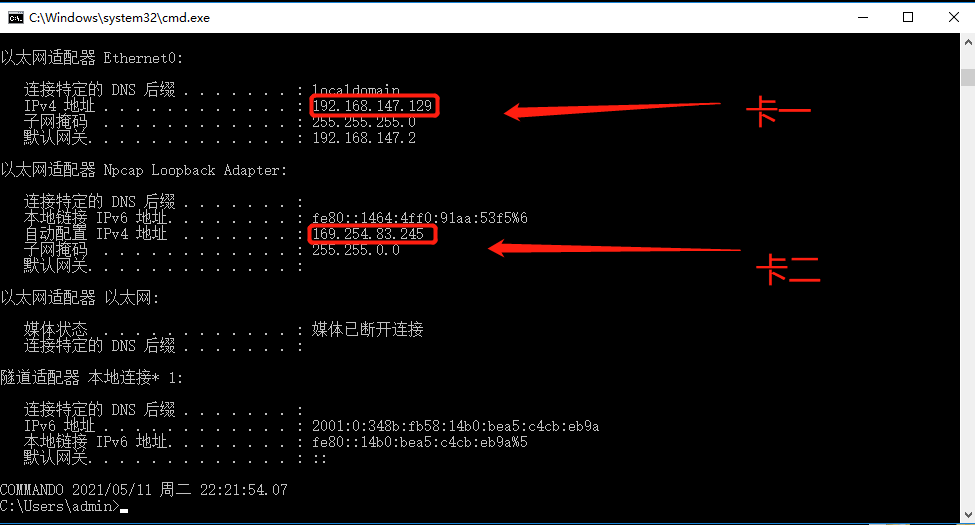 C:\Windows\system32\cmd.exe
以太网适配器 Ethernet0:
连接特定的 DNS 后缀 . . . . . . . : localdomain
IPv4 地址 . . . . . . . . . . . . : 192.168.147.129
子网掩码 . . . . . . . . . . . . : 255.255.255.0
默认网关. . . . . . . . . . . . . : 192.168.147.2
卡一
以太网适配器 Npcap Loopback Adapter:
连接特定的 DNS 后缀 . . . . . . . :
本地链接 IPv6 地址. . . . . . . . : fe80::1464:4ff0:91aa:53f5%6
自动配置 IPv4 地址 . . . . . . . : 169.254.83.245
子网掩码 . . . . . . . . . . . . : 255.255.0.0
默认网关. . . . . . . . . . . . . :
卡二
以太网适配器 以太网:
媒体状态 . . . . . . . . . . . . : 媒体已断开连接
连接特定的 DNS 后缀 . . . . . . . :
隧道适配器 本地连接* 1:
连接特定的 DNS 后缀 . . . . . . . :
IPv6 地址 . . . . . . . . . . . . : 2001:0:348b:fb58:14b0:bea5:c4cb:eb9a
本地链接 IPv6 地址. . . . . . . . : fe80::14b0:bea5:c4cb:eb9a%5
默认网关. . . . . . . . . . . . . : ::
COMMANDO 2021/05/11 周二 22:21:54.07
C:\Users\admin>